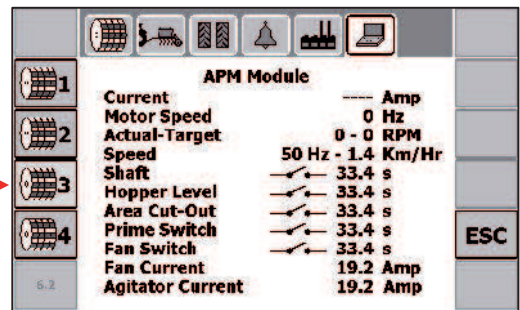 APM Module
Current ---- Amp
1
Motor Speed 0 Hz
Actual-Target 0 - 0 RPM
2
Speed 50 Hz - 1.4 Km/Hr
Shaft 33.4 s
3
Hopper Level 33.4 s
Area Cut-Out 33.4 s
Prime Switch 33.4 s
4
ESC
Fan Switch 33.4 s
Fan Current 19.2 Amp
6.2
Agitator Current 19.2 Amp